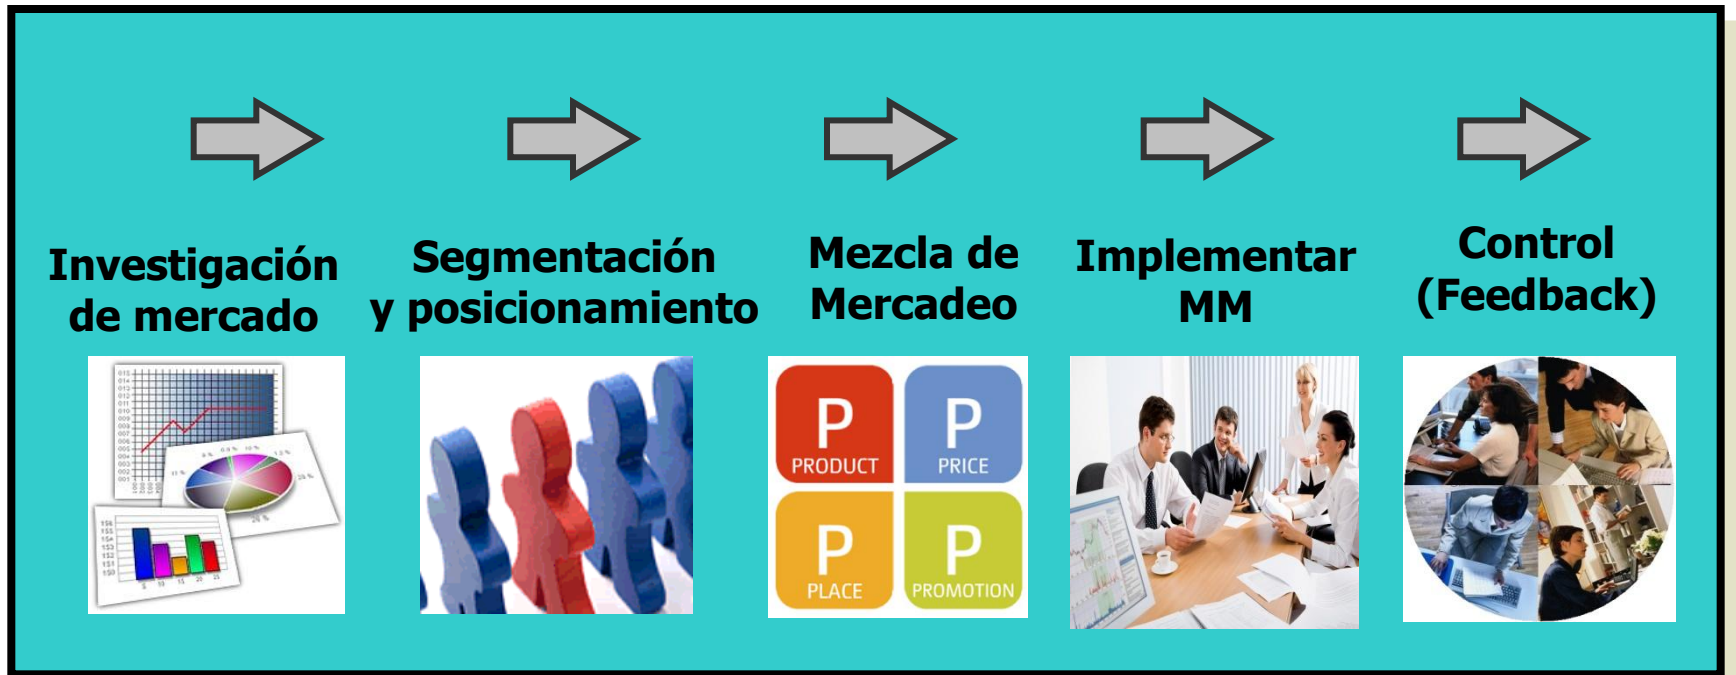 Investigación
de mercado
Segmentación
y posicionamiento
Mezcla de
Mercadeo
Implementar
MM
Control
(Feedback)
P
PRODUCT
P
PRICE
P
PLACE
P
PROMOTION